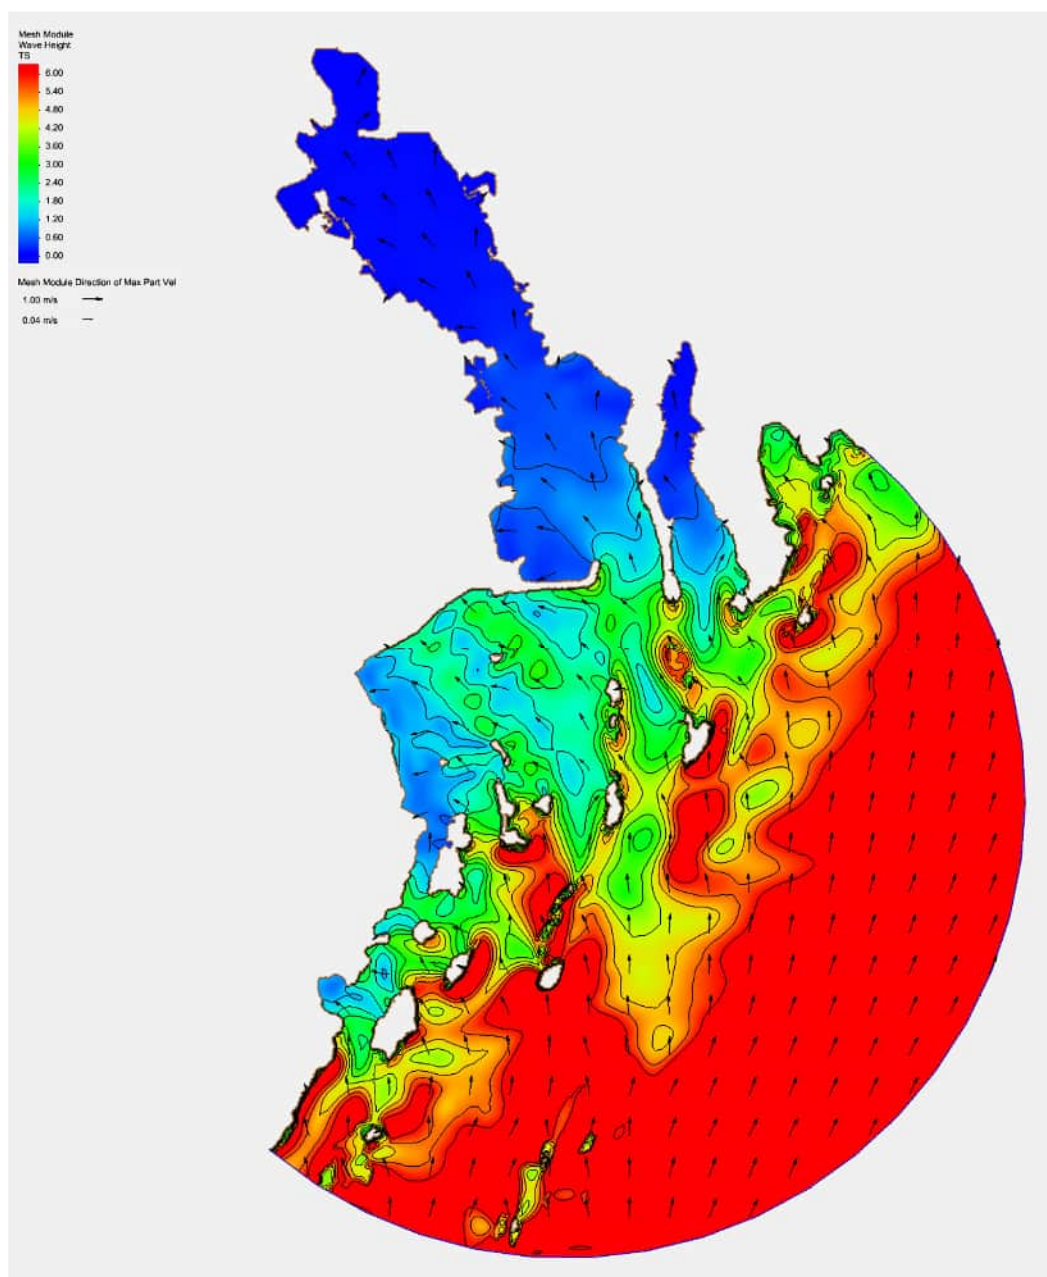 Mesh Module
Wave Height
TS
6.00
5.40
4.80
4.20
3.60
3.00
2.40
1.80
1.20
0.60
0.00
Mesh Module Direction of Max Part Vel
1.00 m/s
0.04 m/s